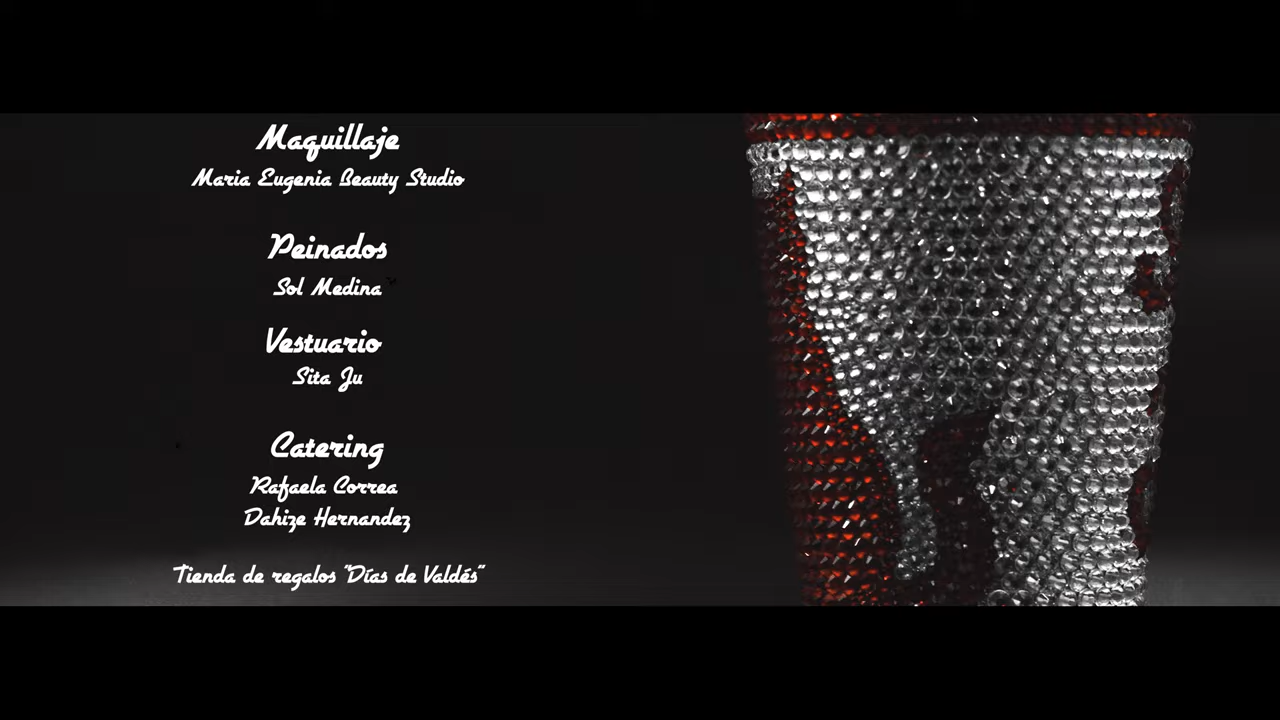 Maquillaje
Maria Eugenia Beauty Studio
Peinados
Sol Medina
Vestuario
Sita Ju
Catering
Rafaela Correa
Dahize Hernandez
Tienda de regalos "Días de Valdés"